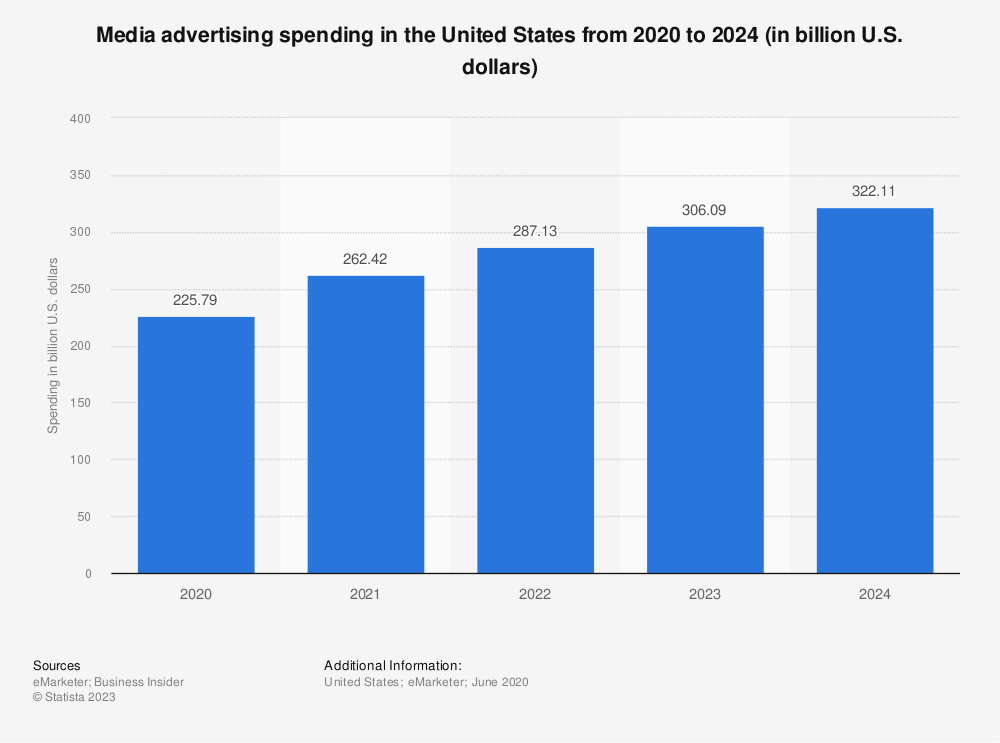 Media advertising spending in the United States from 2020 to 2024 (in billion U.S.
dollars)
Spending in billion U.S. dollars
400
350
300
250
200
150
100
50
0
225.79
262.42
287.13
306.09
322.11
2020
2021
2022
2023
2024
Sources
eMarketer; Business Insider
© Statista 2023
Additional Information:
United States; eMarketer; June 2020